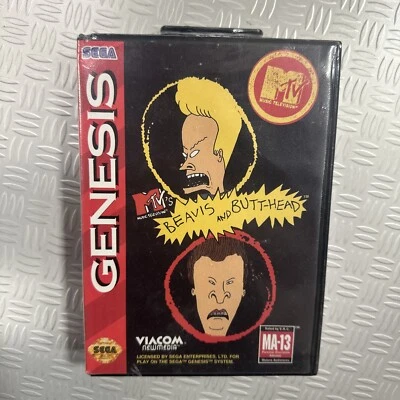 SEGA
GENESIS
MTV
MUSIC TELEVISION
MTV'S
MUSIC TELEVISION
BEAVIS AND BUTT-HEAD
VIACOM
newmedia
MA-13
SEGA
LICENSED BY SEGA ENTERPRISES, LTD. FOR
PLAY ON THE SEGA™ GENESIS™ SYSTEM.